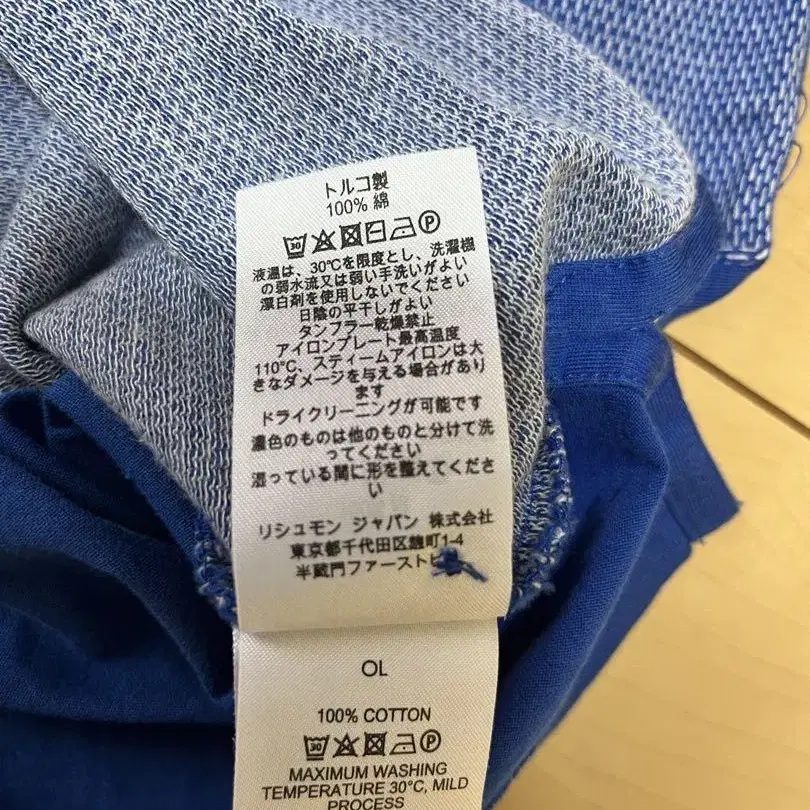 トルコ製
100% 綿
30 P
液温は、30℃を限度とし、洗濯機
の弱水流又は弱い手洗いがよい
漂白剤を使用しないでください
日陰の平干しがよい
タンブラー乾燥禁止
アイロンプレート最高温度
110℃、スティームアイロンは大
きなダメージを与える場合があり
ます
ドライクリーニングが可能です
濃色のものは他のものと分けて洗
ってください
湿っている間に形を整えてくださ
い
リシュモン ジャパン 株式会社
東京都千代田区麹町1-4
半蔵門ファーストビ
OL
100% COTTON
30 P
MAXIMUM WASHING
TEMPERATURE 30°C, MILD
PROCESS